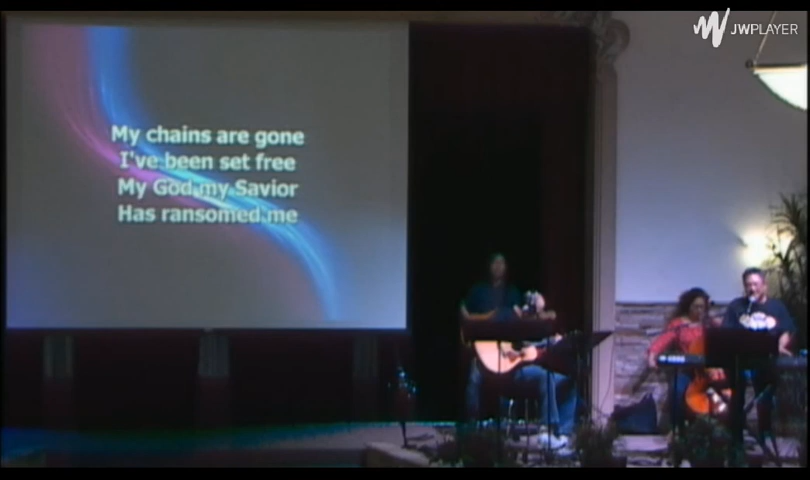 JWPLAYER
My chains are gone
I've been set free
My God my Savior
Has ransomed me